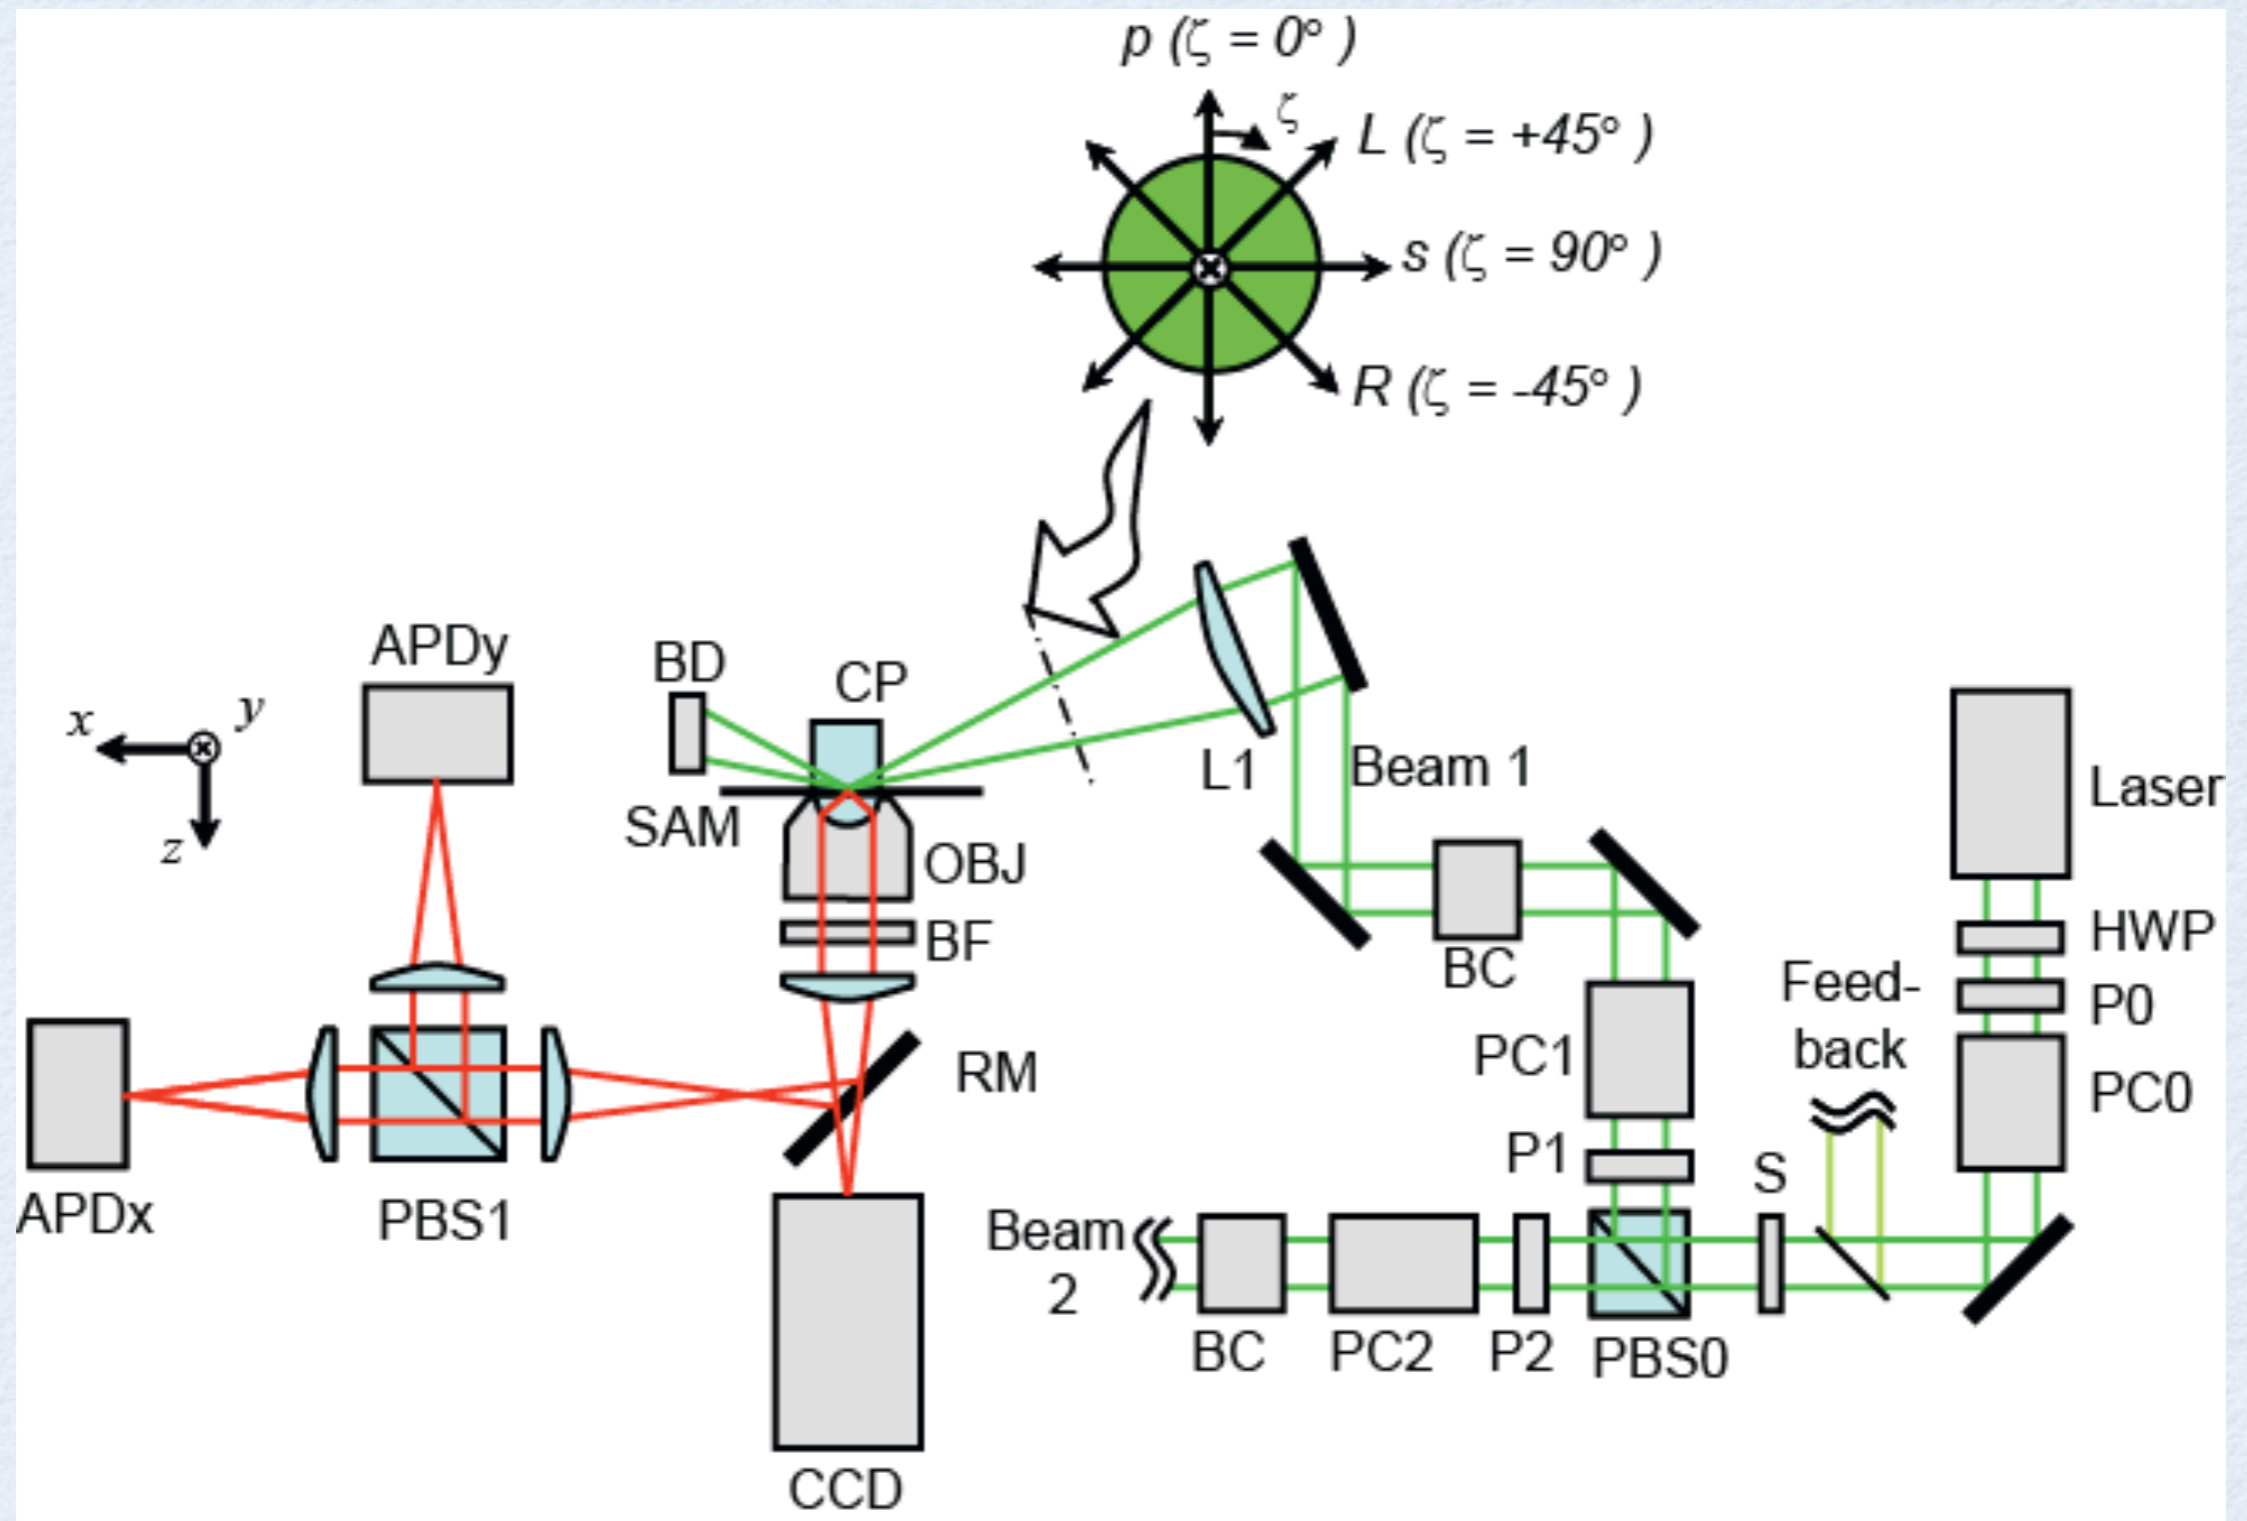 p (ζ = 0° )
ζ
L (ζ = +45° )
s (ζ = 90° )
R (ζ = -45° )
APDy
BD
CP
x
y
z
SAM
OBJ
BF
L1
Beam 1
BC
Laser
HWP
P0
PC0
Feed-
back
PC1
P1
S
RM
APDx
PBS1
Beam
2
BC
PC2
P2
PBS0
CCD